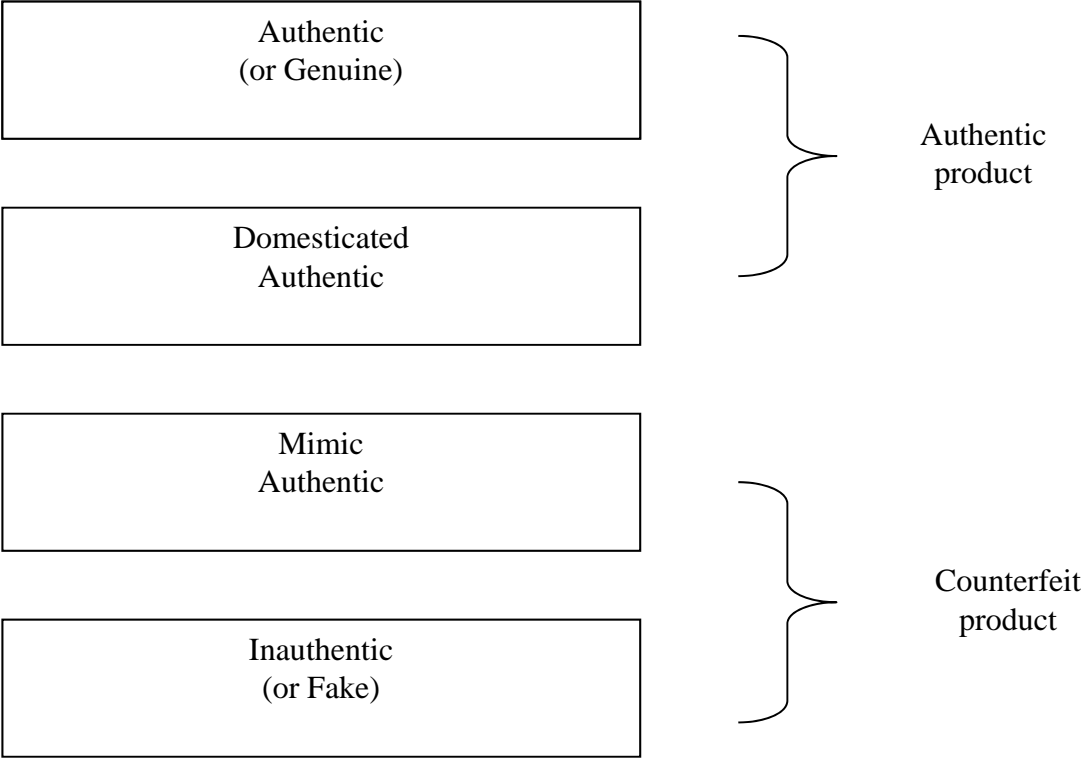 Authentic
(or Genuine)
Authentic
product
Domesticated
Authentic
Mimic
Authentic
Counterfeit
product
Inauthentic
(or Fake)